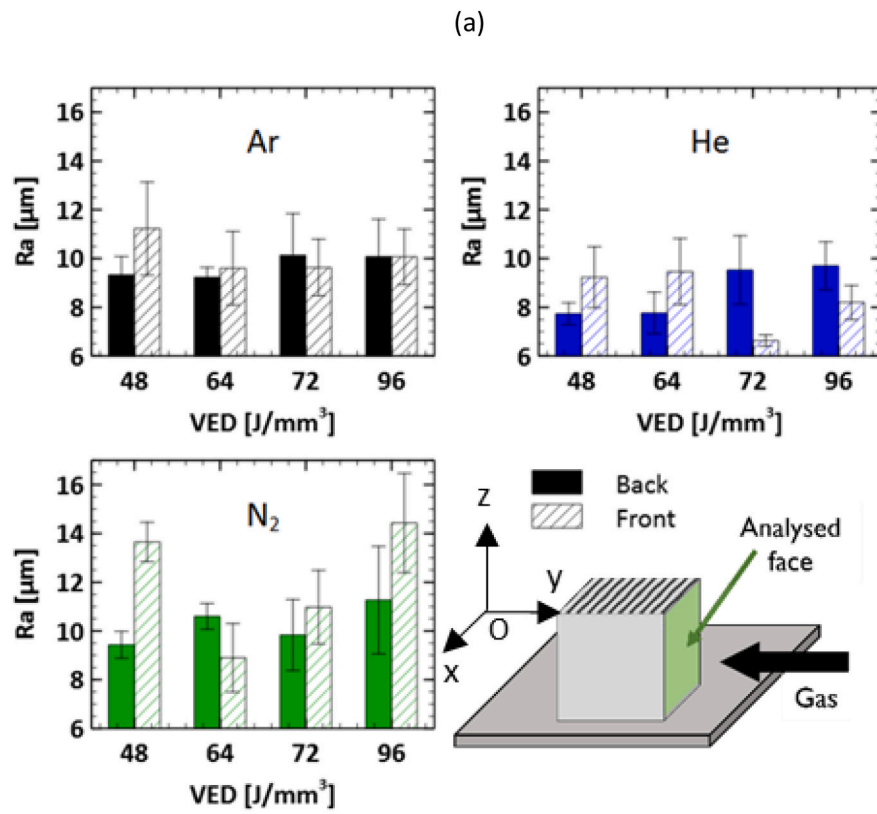 (a)
16
14
12
10
8
6
Ra [µm]
Ar
48 64 72 96
VED [J/mm³]
16
14
12
10
8
6
Ra [µm]
He
48 64 72 96
VED [J/mm³]
16
14
12
10
8
6
Ra [µm]
N₂
48 64 72 96
VED [J/mm³]
Back
Front
Analysed
face
z
y
O
x
Gas